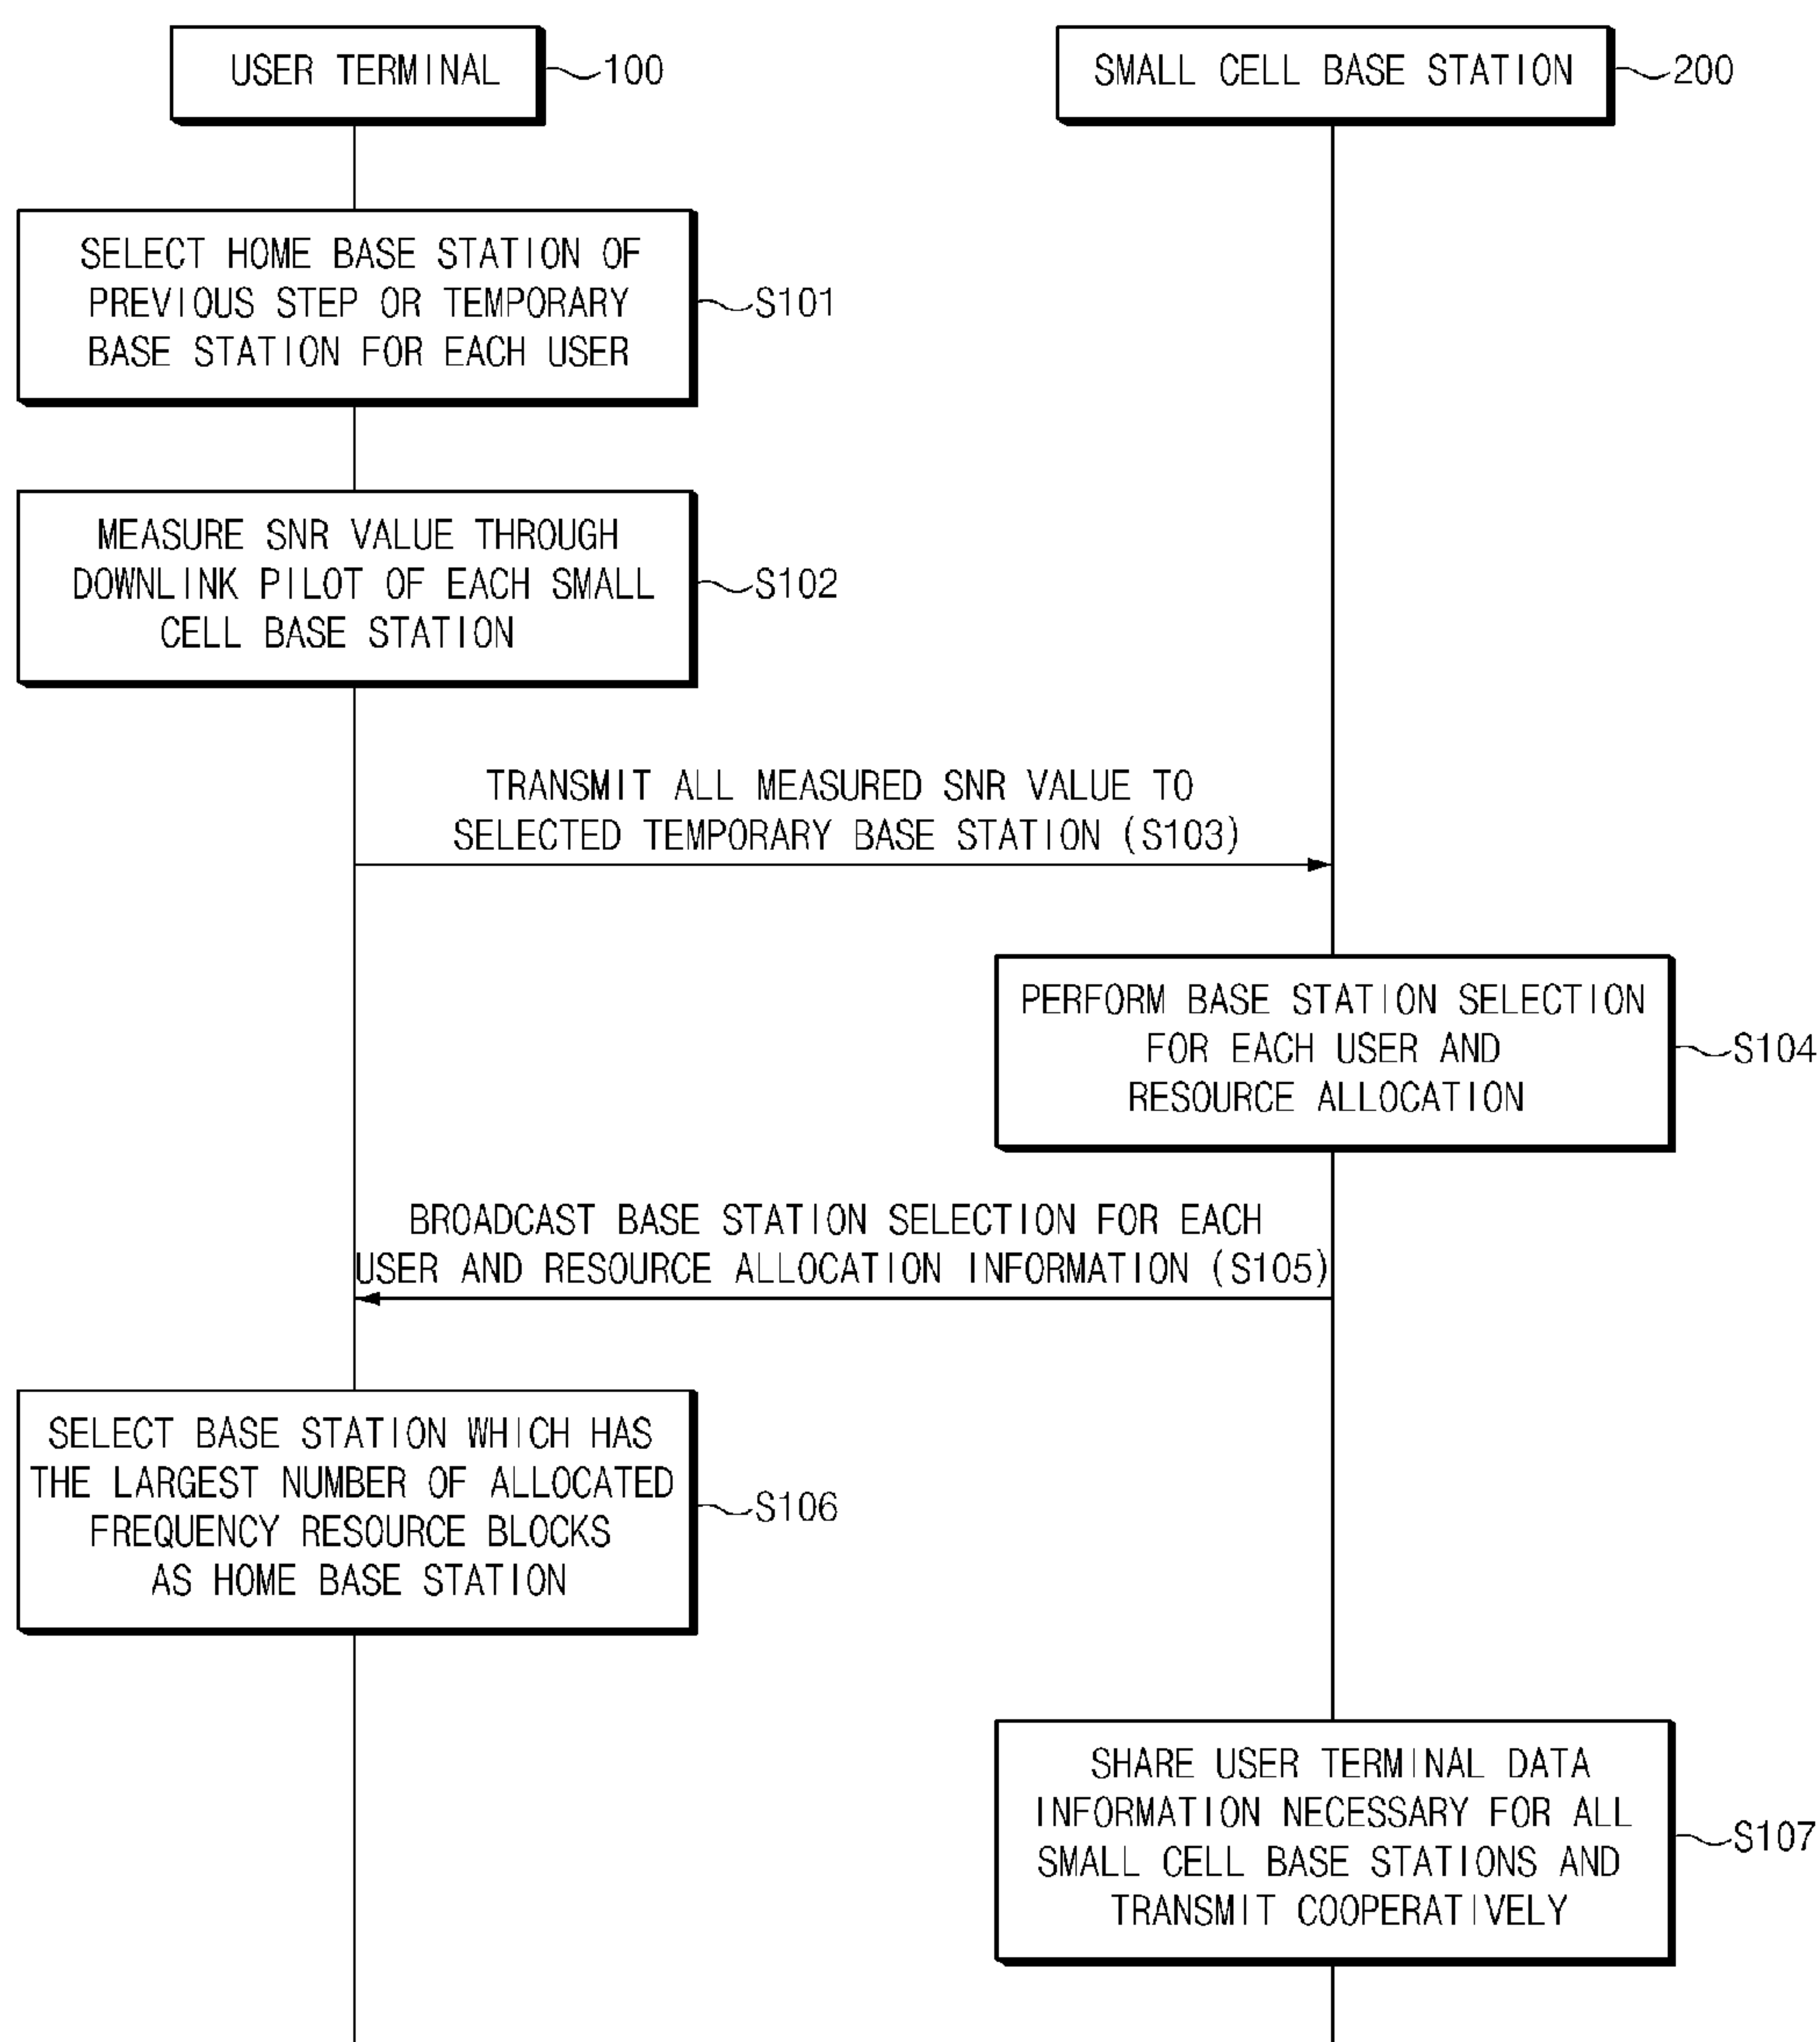 USER TERMINAL
100
SMALL CELL BASE STATION
200
SELECT HOME BASE STATION OF
PREVIOUS STEP OR TEMPORARY
BASE STATION FOR EACH USER
S101
MEASURE SNR VALUE THROUGH
DOWNLINK PILOT OF EACH SMALL
CELL BASE STATION
S102
TRANSMIT ALL MEASURED SNR VALUE TO
SELECTED TEMPORARY BASE STATION (S103)
PERFORM BASE STATION SELECTION
FOR EACH USER AND
RESOURCE ALLOCATION
S104
BROADCAST BASE STATION SELECTION FOR EACH
USER AND RESOURCE ALLOCATION INFORMATION (S105)
SELECT BASE STATION WHICH HAS
THE LARGEST NUMBER OF ALLOCATED
FREQUENCY RESOURCE BLOCKS
AS HOME BASE STATION
S106
SHARE USER TERMINAL DATA
INFORMATION NECESSARY FOR ALL
SMALL CELL BASE STATIONS AND
TRANSMIT COOPERATIVELY
S107